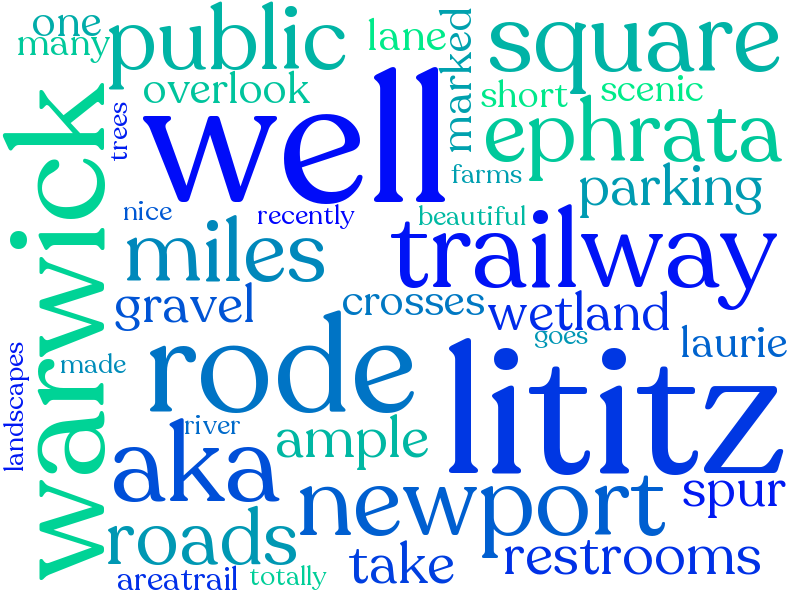 one
many
public
lane
marked
square
overlook
short
scenic
trees
well
ephrata
warwick
farms
parking
nice
recently
beautiful
miles
trailway
gravel
crosses
wetland
goes
laurie
landscapes
made
rode
lititz
river
ample
aka
newport
spur
roads
take
restrooms
areatrail
totally